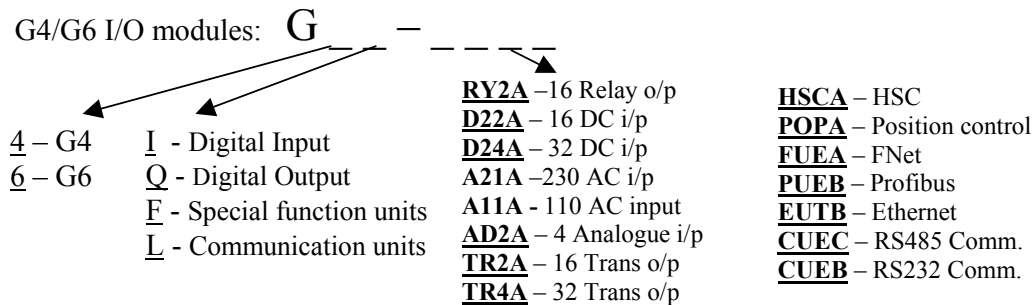 G4/G6 I/O modules: G _ _ – _ _ _ _
4 – G4
6 – G6
I - Digital Input
Q - Digital Output
F - Special function units
L - Communication units
RY2A –16 Relay o/p
D22A – 16 DC i/p
D24A – 32 DC i/p
A21A –230 AC i/p
A11A - 110 AC input
AD2A – 4 Analogue i/p
TR2A – 16 Trans o/p
TR4A – 32 Trans o/p
HSCA – HSC
POPA – Position control
FUEA – FNet
PUEB – Profibus
EUTB – Ethernet
CUEC – RS485 Comm.
CUEB – RS232 Comm.